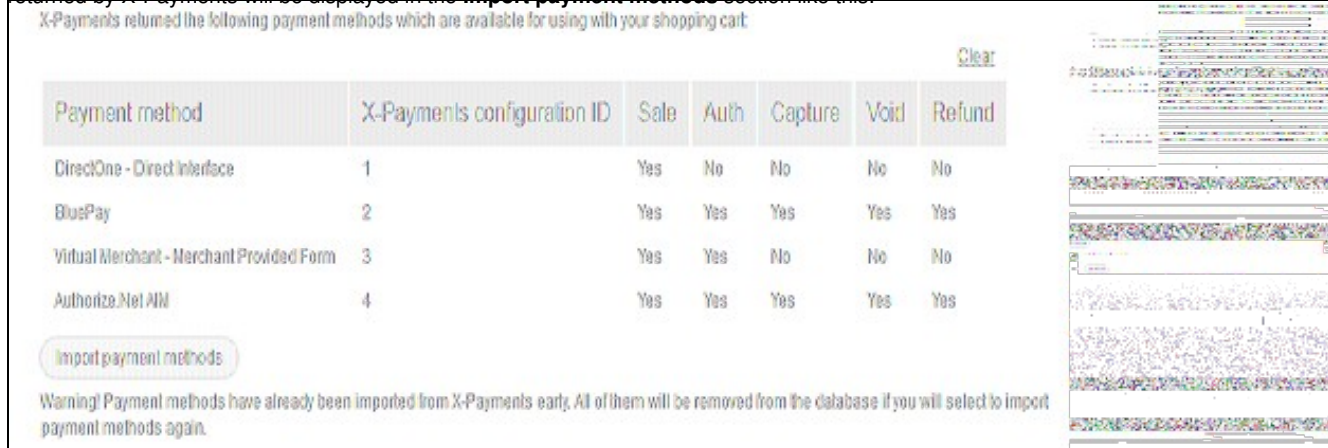 returned by X-Payments will be displayed in the Import payment methods section like this:
X-Payments returned the following payment methods which are available for using with your shopping cart:
Clear
Payment method X-Payments configuration ID Sale Auth Capture Void Refund
DirectOne - Direct Interface 1 Yes No No No No
BluePay 2 Yes Yes Yes Yes Yes
Virtual Merchant - Merchant Provided Form 3 Yes Yes No No No
Authorize.Net AIM 4 Yes Yes Yes Yes Yes
Import payment methods
Warning! Payment methods have already been imported from X-Payments early. All of them will be removed from the database if you will select to import
payment methods again.